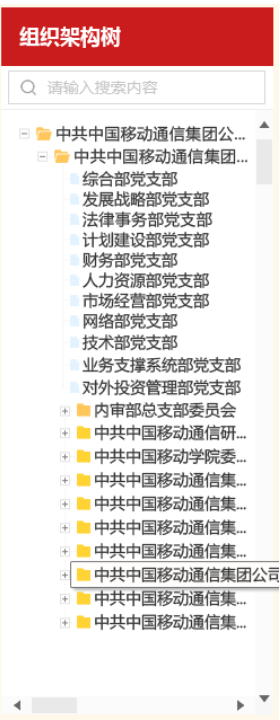 组织架构树
请输入搜索内容
中共中国移动通信集团公...
中共中国移动通信集团...
综合部党支部
发展战略部党支部
法律事务部党支部
计划建设部党支部
财务部党支部
人力资源部党支部
市场经营部党支部
网络部党支部
技术部党支部
业务支撑系统部党支部
对外投资管理部党支部
内审部总支部委员会
中共中国移动通信研...
中共中国移动学院委...
中共中国移动通信集...
中共中国移动通信集...
中共中国移动通信集...
中共中国移动通信集...
中共中国移动通信集团公司
中共中国移动通信集...
中共中国移动通信集...